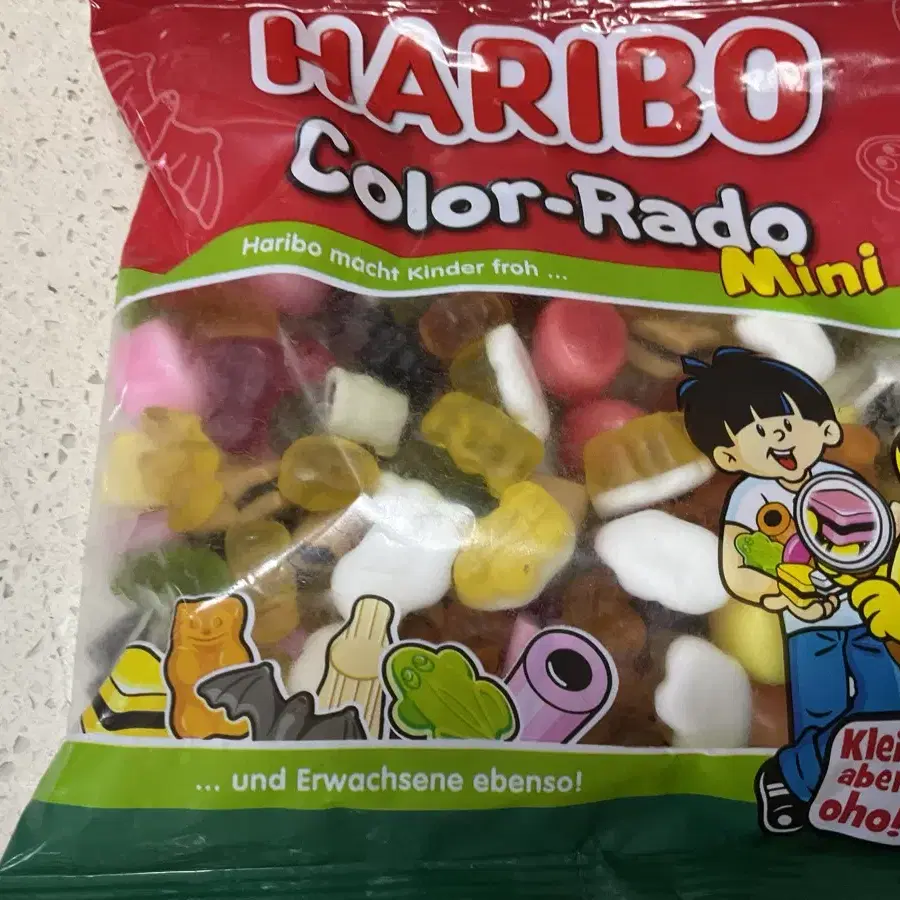 HARIBO
Color-Rado
Mini
Haribo macht Kinder froh ...
... und Erwachsene ebenso!
Klei
aber
oho!